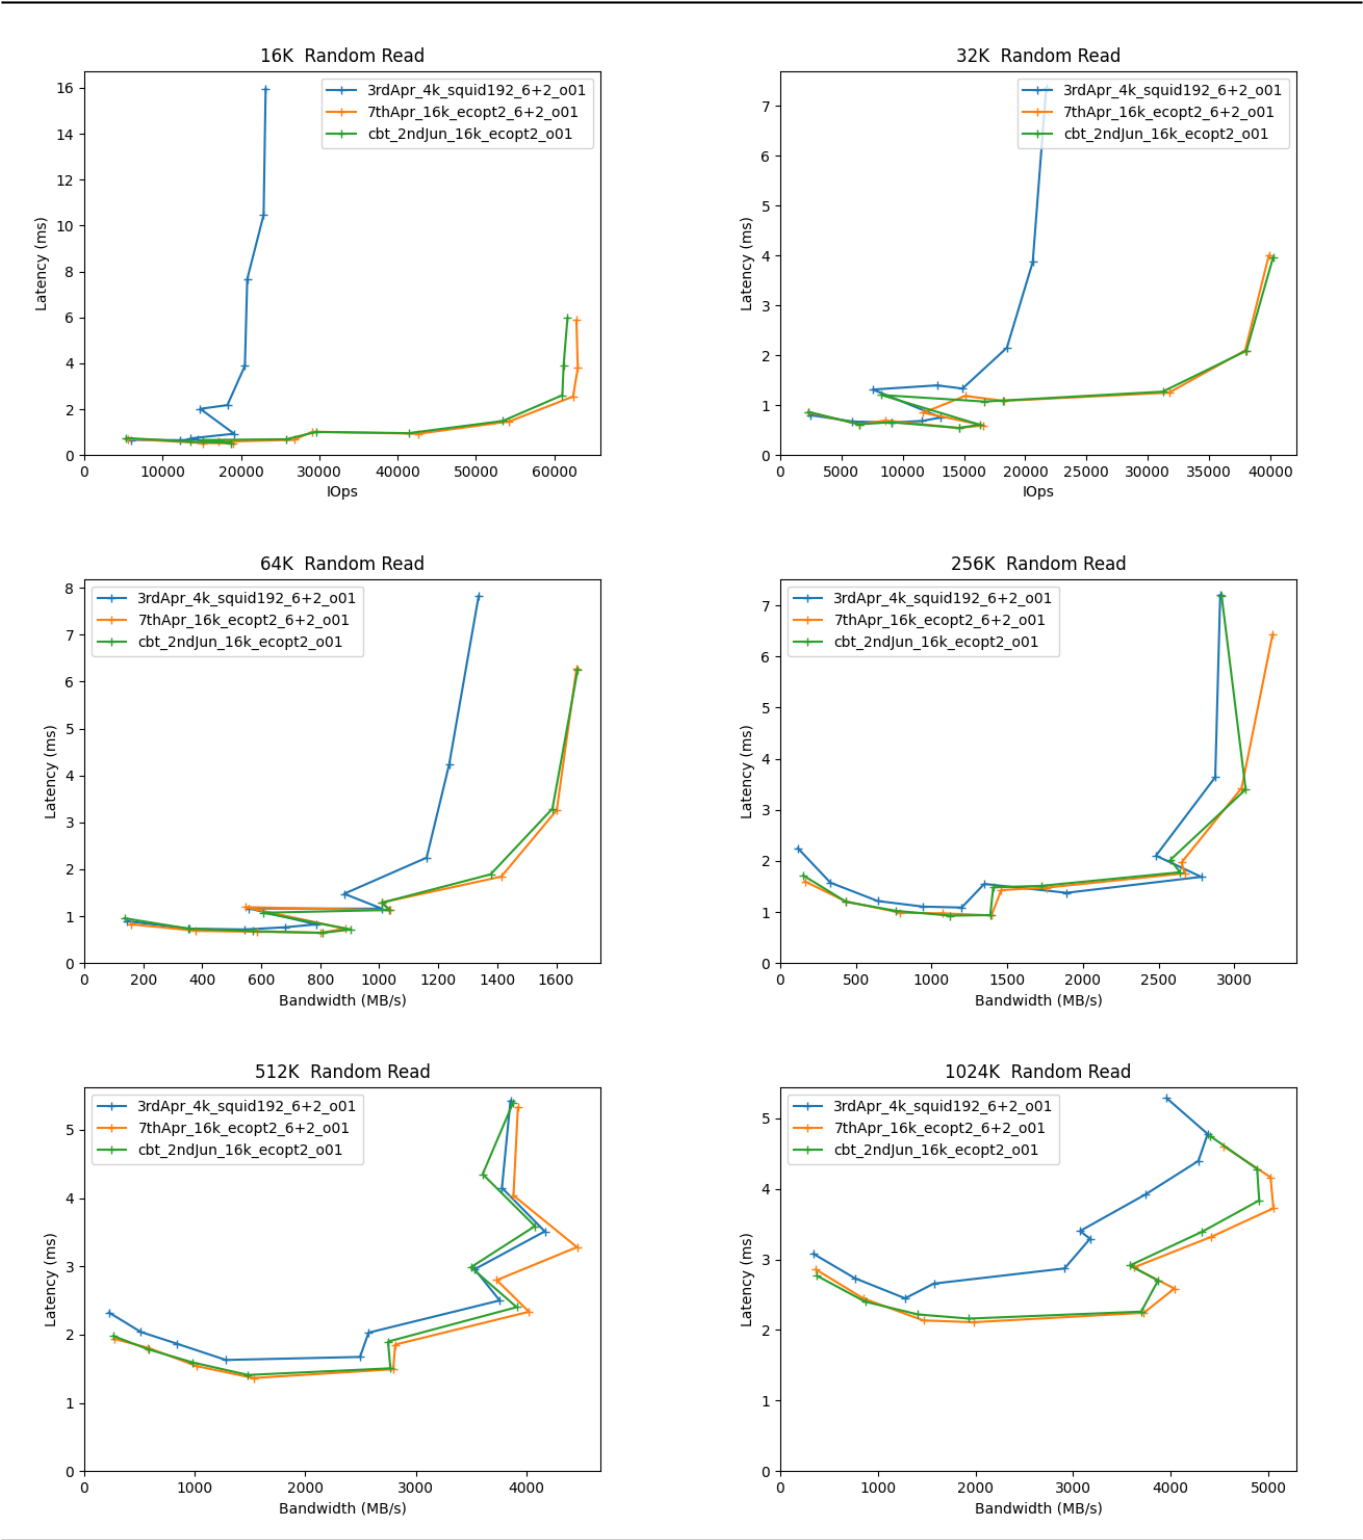 16K  Random Read
3rdApr_4k_squid192_6+2_o01
7thApr_16k_ecopt2_6+2_o01
cbt_2ndJun_16k_ecopt2_o01
Latency (ms)
16
14
12
10
8
6
4
2
0
0 10000 20000 30000 40000 50000 60000
IOps
32K  Random Read
3rdApr_4k_squid192_6+2_o01
7thApr_16k_ecopt2_6+2_o01
cbt_2ndJun_16k_ecopt2_o01
Latency (ms)
7
6
5
4
3
2
1
0
0 5000 10000 15000 20000 25000 30000 35000 40000
IOps
64K  Random Read
3rdApr_4k_squid192_6+2_o01
7thApr_16k_ecopt2_6+2_o01
cbt_2ndJun_16k_ecopt2_o01
Latency (ms)
8
7
6
5
4
3
2
1
0
0 200 400 600 800 1000 1200 1400 1600
Bandwidth (MB/s)
256K  Random Read
3rdApr_4k_squid192_6+2_o01
7thApr_16k_ecopt2_6+2_o01
cbt_2ndJun_16k_ecopt2_o01
Latency (ms)
7
6
5
4
3
2
1
0
0 500 1000 1500 2000 2500 3000
Bandwidth (MB/s)
512K  Random Read
3rdApr_4k_squid192_6+2_o01
7thApr_16k_ecopt2_6+2_o01
cbt_2ndJun_16k_ecopt2_o01
Latency (ms)
5
4
3
2
1
0
0 1000 2000 3000 4000
Bandwidth (MB/s)
1024K  Random Read
3rdApr_4k_squid192_6+2_o01
7thApr_16k_ecopt2_6+2_o01
cbt_2ndJun_16k_ecopt2_o01
Latency (ms)
5
4
3
2
1
0
0 1000 2000 3000 4000 5000
Bandwidth (MB/s)